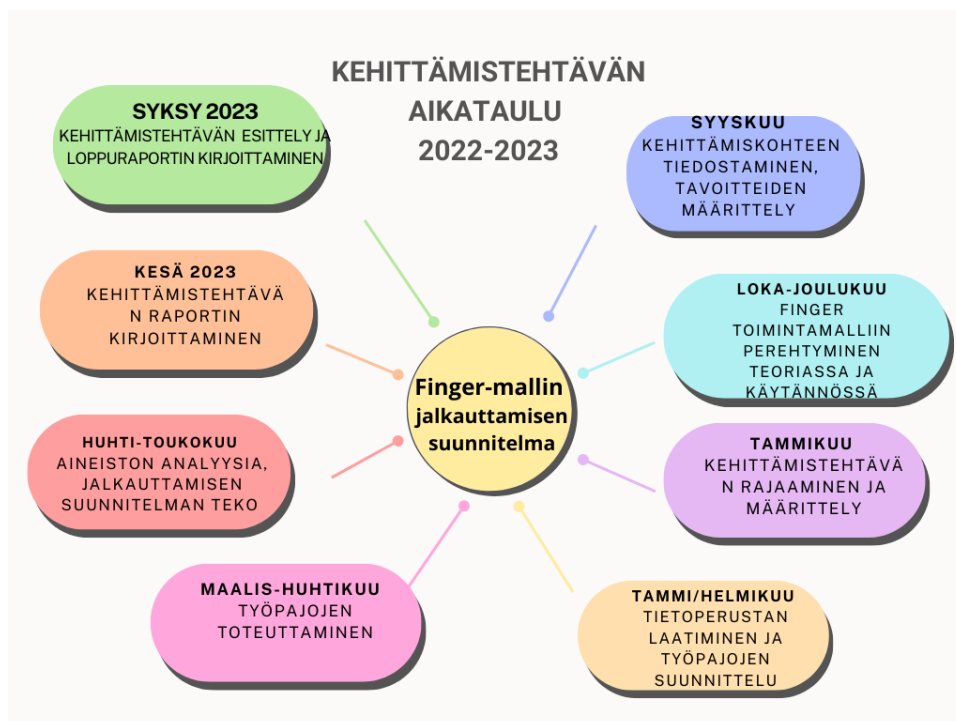 KEHITTÄMISTEHTÄVÄN
AIKATAULU
2022-2023
SYYSKUU
KEHITTÄMISKOHTEEN
TIEDOSTAMINEN,
TAVOITTEIDEN
MÄÄRITTELY
LOKA-JOULUKUU
FINGER
TOIMINTAMALLIIN
PEREHTYMINEN
TEORIASSA JA
KÄYTÄNNÖSSÄ
TAMMIKUU
KEHITTÄMISTEHTÄVÄ
N RAJAAMINEN JA
MÄÄRITTELY
TAMMI/HELMIKUU
TIETOPERUSTAN
LAATIMINEN JA
TYÖPAJOJEN
SUUNNITTELU
MAALIS-HUHTIKUU
TYÖPAJOJEN
TOTEUTTAMINEN
HUHTI-TOUKOKUU
AINEISTON ANALYYSIA,
JALKAUTTAMISEN
SUUNNITELMAN TEKO
KESÄ 2023
KEHITTÄMISTEHTÄVÄ
N RAPORTIN
KIRJOITTAMINEN
SYKSY 2023
KEHITTÄMISTEHTÄVÄN ESITTELY JA
LOPPURAPORTIN KIRJOITTAMINEN
Finger-mallin
jalkauttamisen
suunnitelma